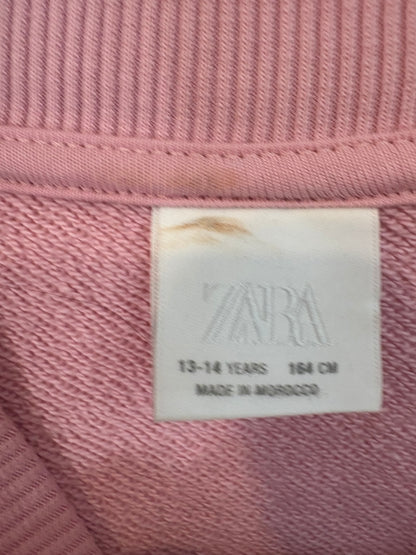 ZARA
13-14 YEARS 164 CM
MADE IN MOROCCO